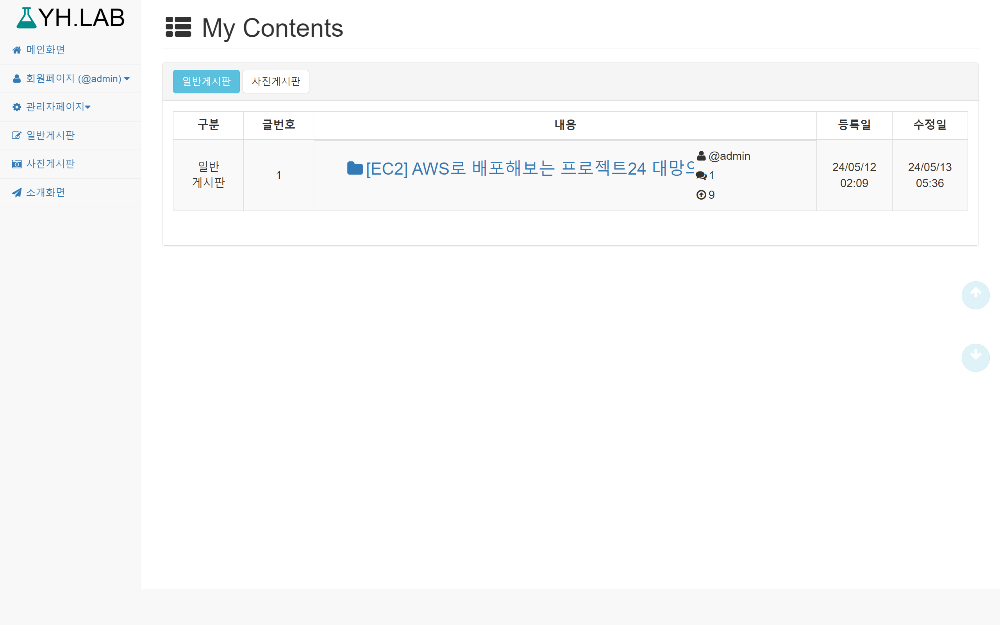 YH.LAB
메인화면
회원페이지 (@admin)
관리자페이지
일반게시판
사진게시판
소개화면
My Contents
일반게시판 사진게시판
구분 글번호 내용 등록일 수정일
일반
게시판
1
[EC2] AWS로 배포해보는 프로젝트24
@admin
1
9
24/05/12
02:09
24/05/13
05:36